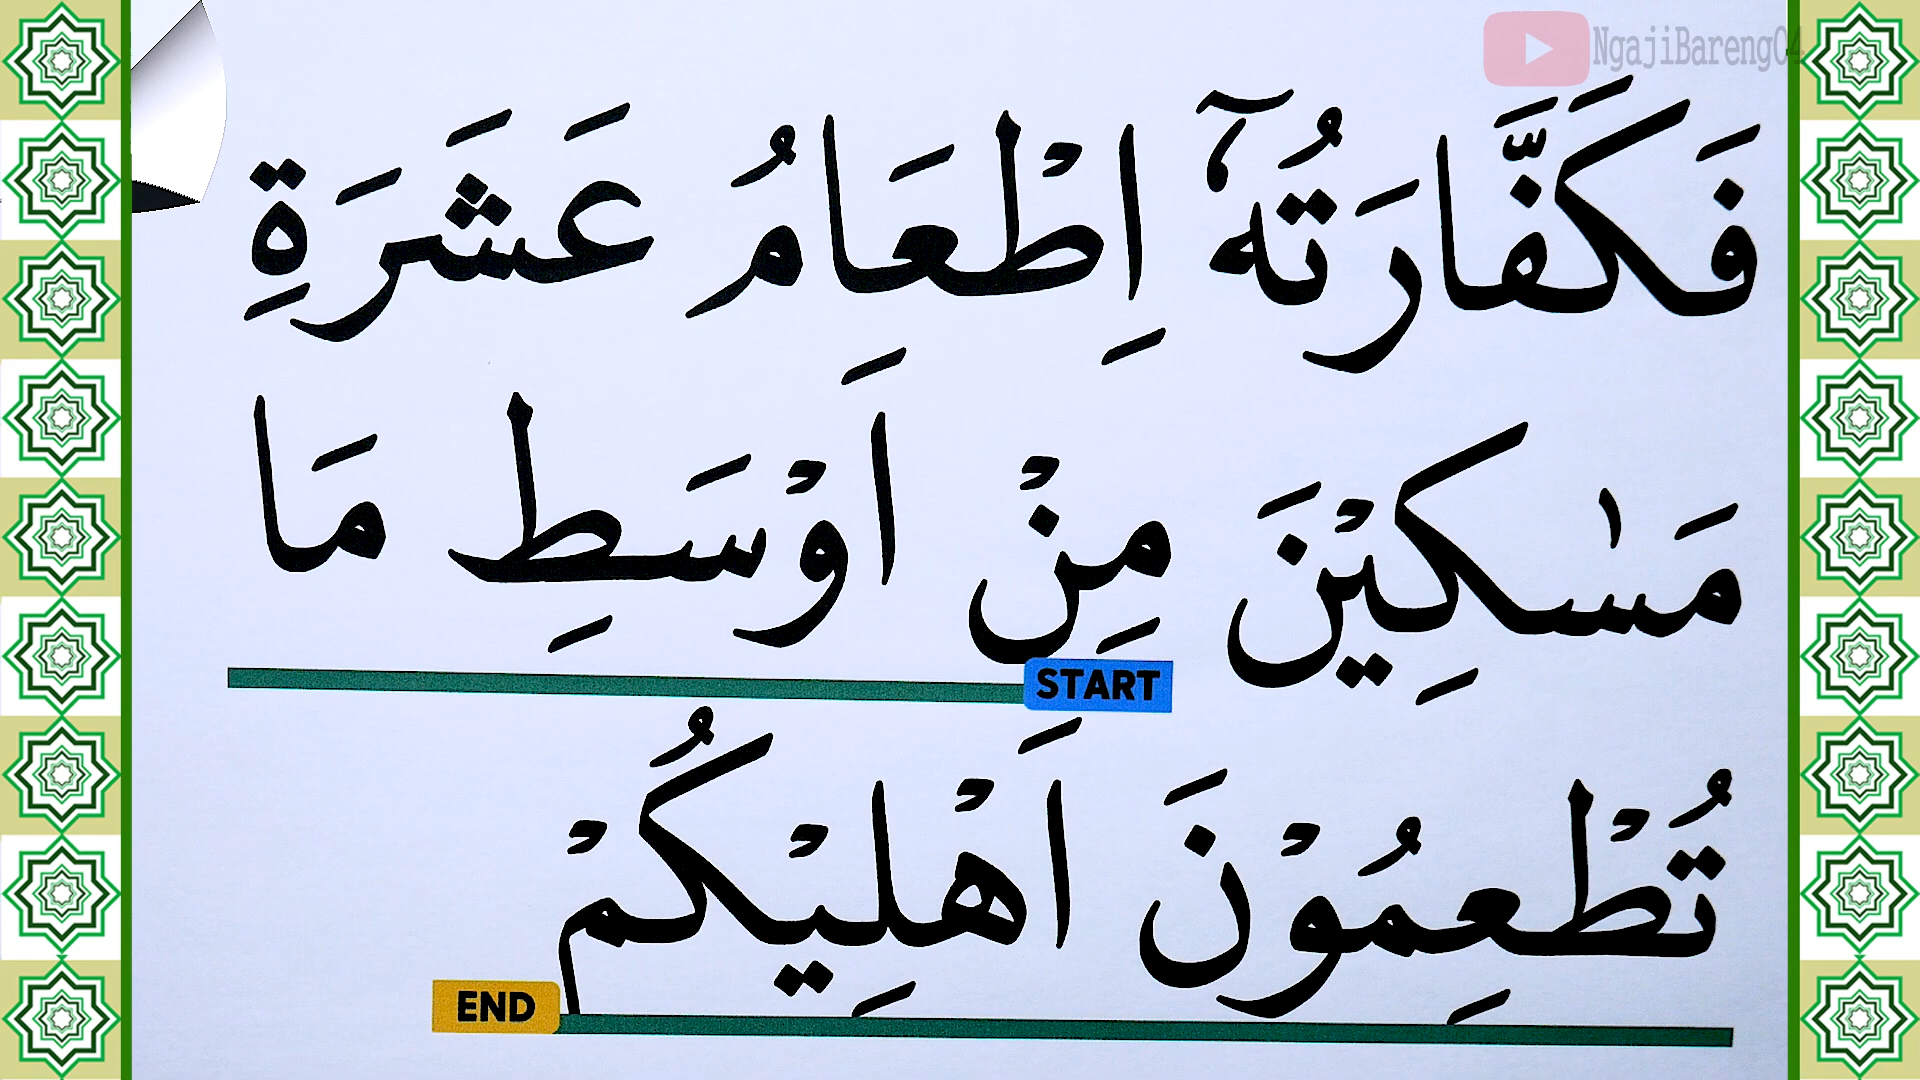 NgajiBareng04
فَكَفَّارَتُهٗٓ اِطْعَامُ عَشَرَةِ
مَسٰكِيْنَ مِنْ اَوْسَطِ مَا
START
تُطْعِمُوْنَ اَهْلِيْكُمْ
END